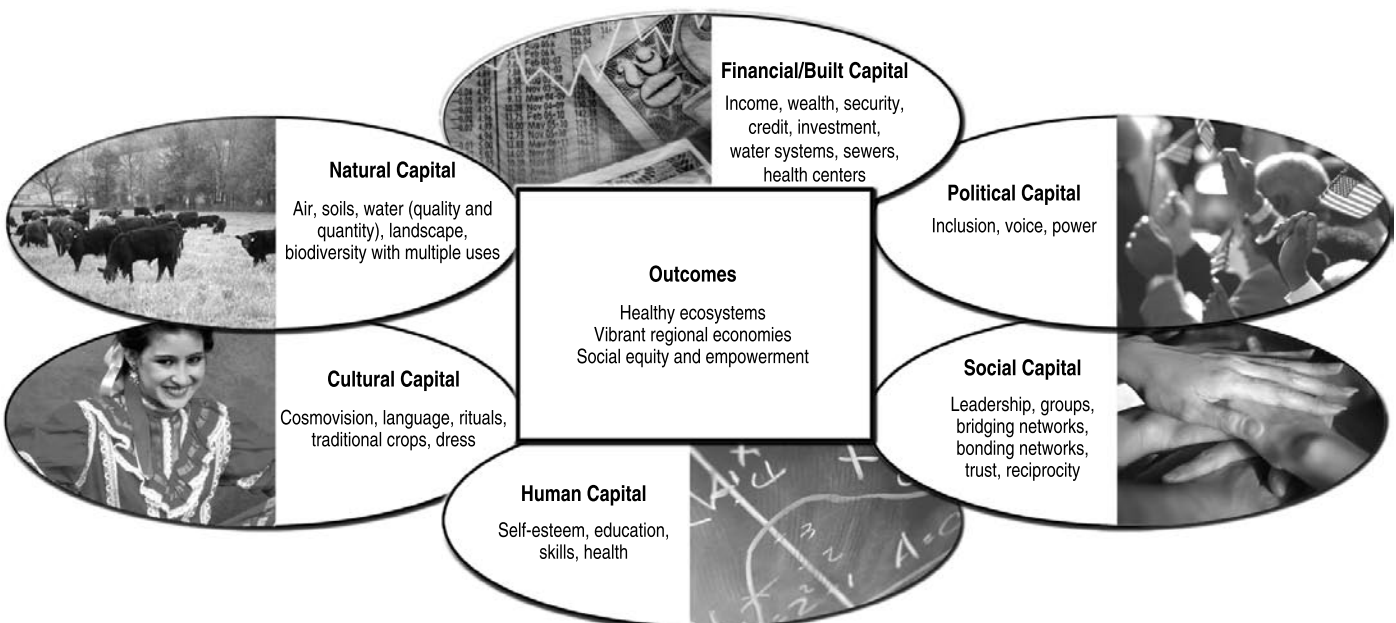 Financial/Built Capital
Income, wealth, security,
credit, investment,
water systems, sewers,
health centers
Natural Capital
Air, soils, water (quality and
quantity), landscape,
biodiversity with multiple uses
Political Capital
Inclusion, voice, power
Outcomes
Healthy ecosystems
Vibrant regional economies
Social equity and empowerment
Cultural Capital
Cosmovision, language, rituals,
traditional crops, dress
Social Capital
Leadership, groups,
bridging networks,
bonding networks,
trust, reciprocity
Human Capital
Self-esteem, education,
skills, health